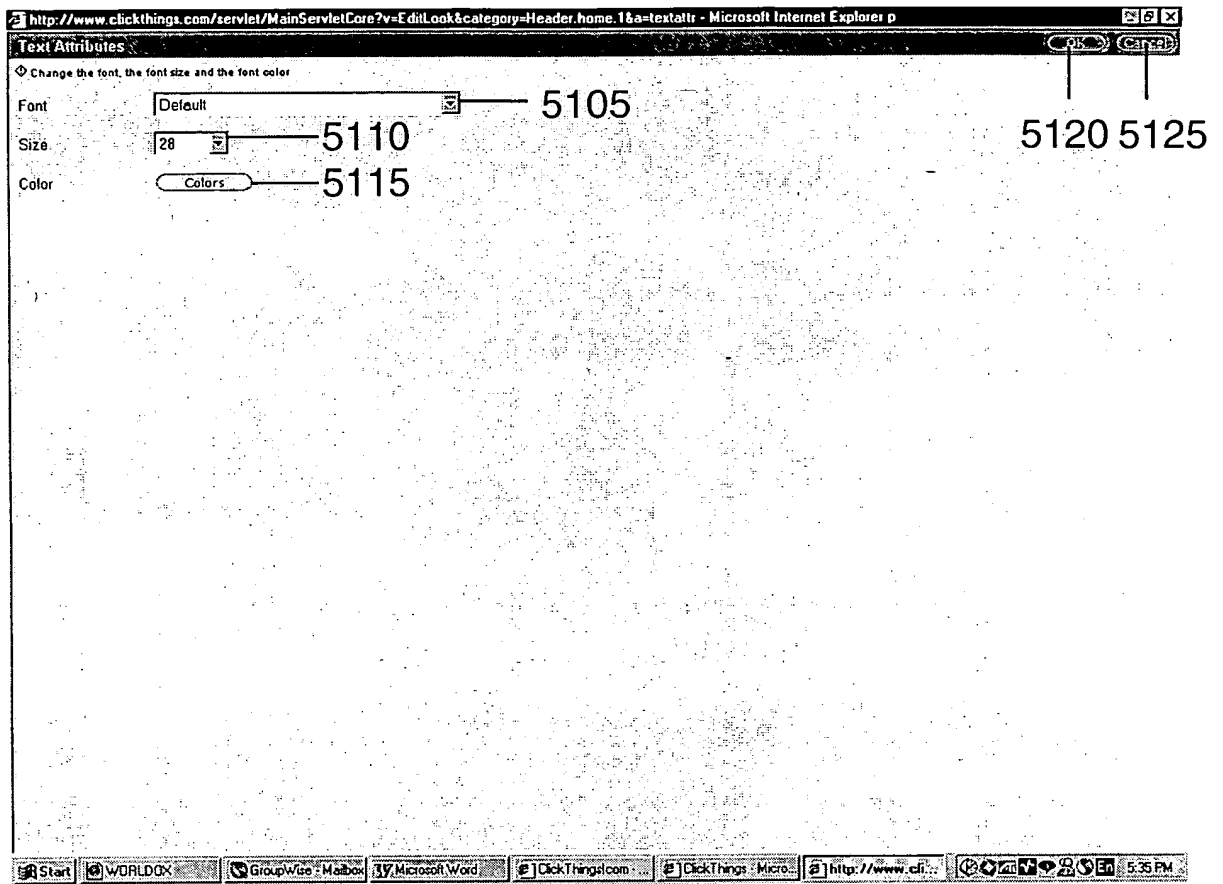 http://www.clickthings.com/servlet/MainServletCore?v=EditLook&category=Header.home.1&a=textattr - Microsoft Internet Explorer p
Text Attributes OK Cancel
Change the font, the font size and the font color
Font Default 5105
Size 28 5110
5120 5125
Color Colors 5115
Start WORLDOX GroupWise - Mailbox Microsoft Word ClickThings!com - ... ClickThings - Micro... http://www.cli... En 5:35 PM